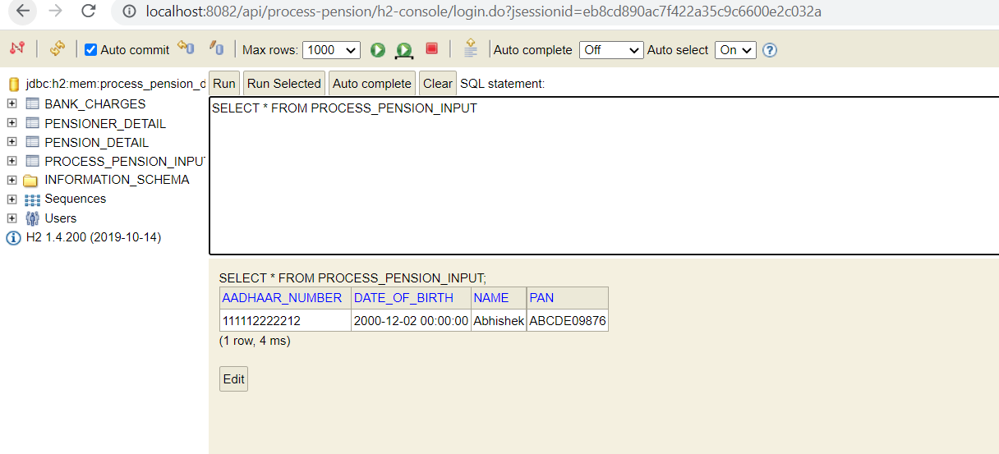 localhost:8082/api/process-pension/h2-console/login.do?jsessionid=eb8cd890ac7f422a35c9c6600e2c032a
Auto commit Max rows: 1000 Auto complete Off Auto select On
jdbc:h2:mem:process_pension_d
BANK_CHARGES
PENSIONER_DETAIL
PENSION_DETAIL
PROCESS_PENSION_INPUT
INFORMATION_SCHEMA
Sequences
Users
H2 1.4.200 (2019-10-14)
Run Run Selected Auto complete Clear SQL statement:
SELECT * FROM PROCESS_PENSION_INPUT
SELECT * FROM PROCESS_PENSION_INPUT;
AADHAAR_NUMBER DATE_OF_BIRTH NAME PAN
111112222212 2000-12-02 00:00:00 Abhishek ABCDE09876
(1 row, 4 ms)
Edit